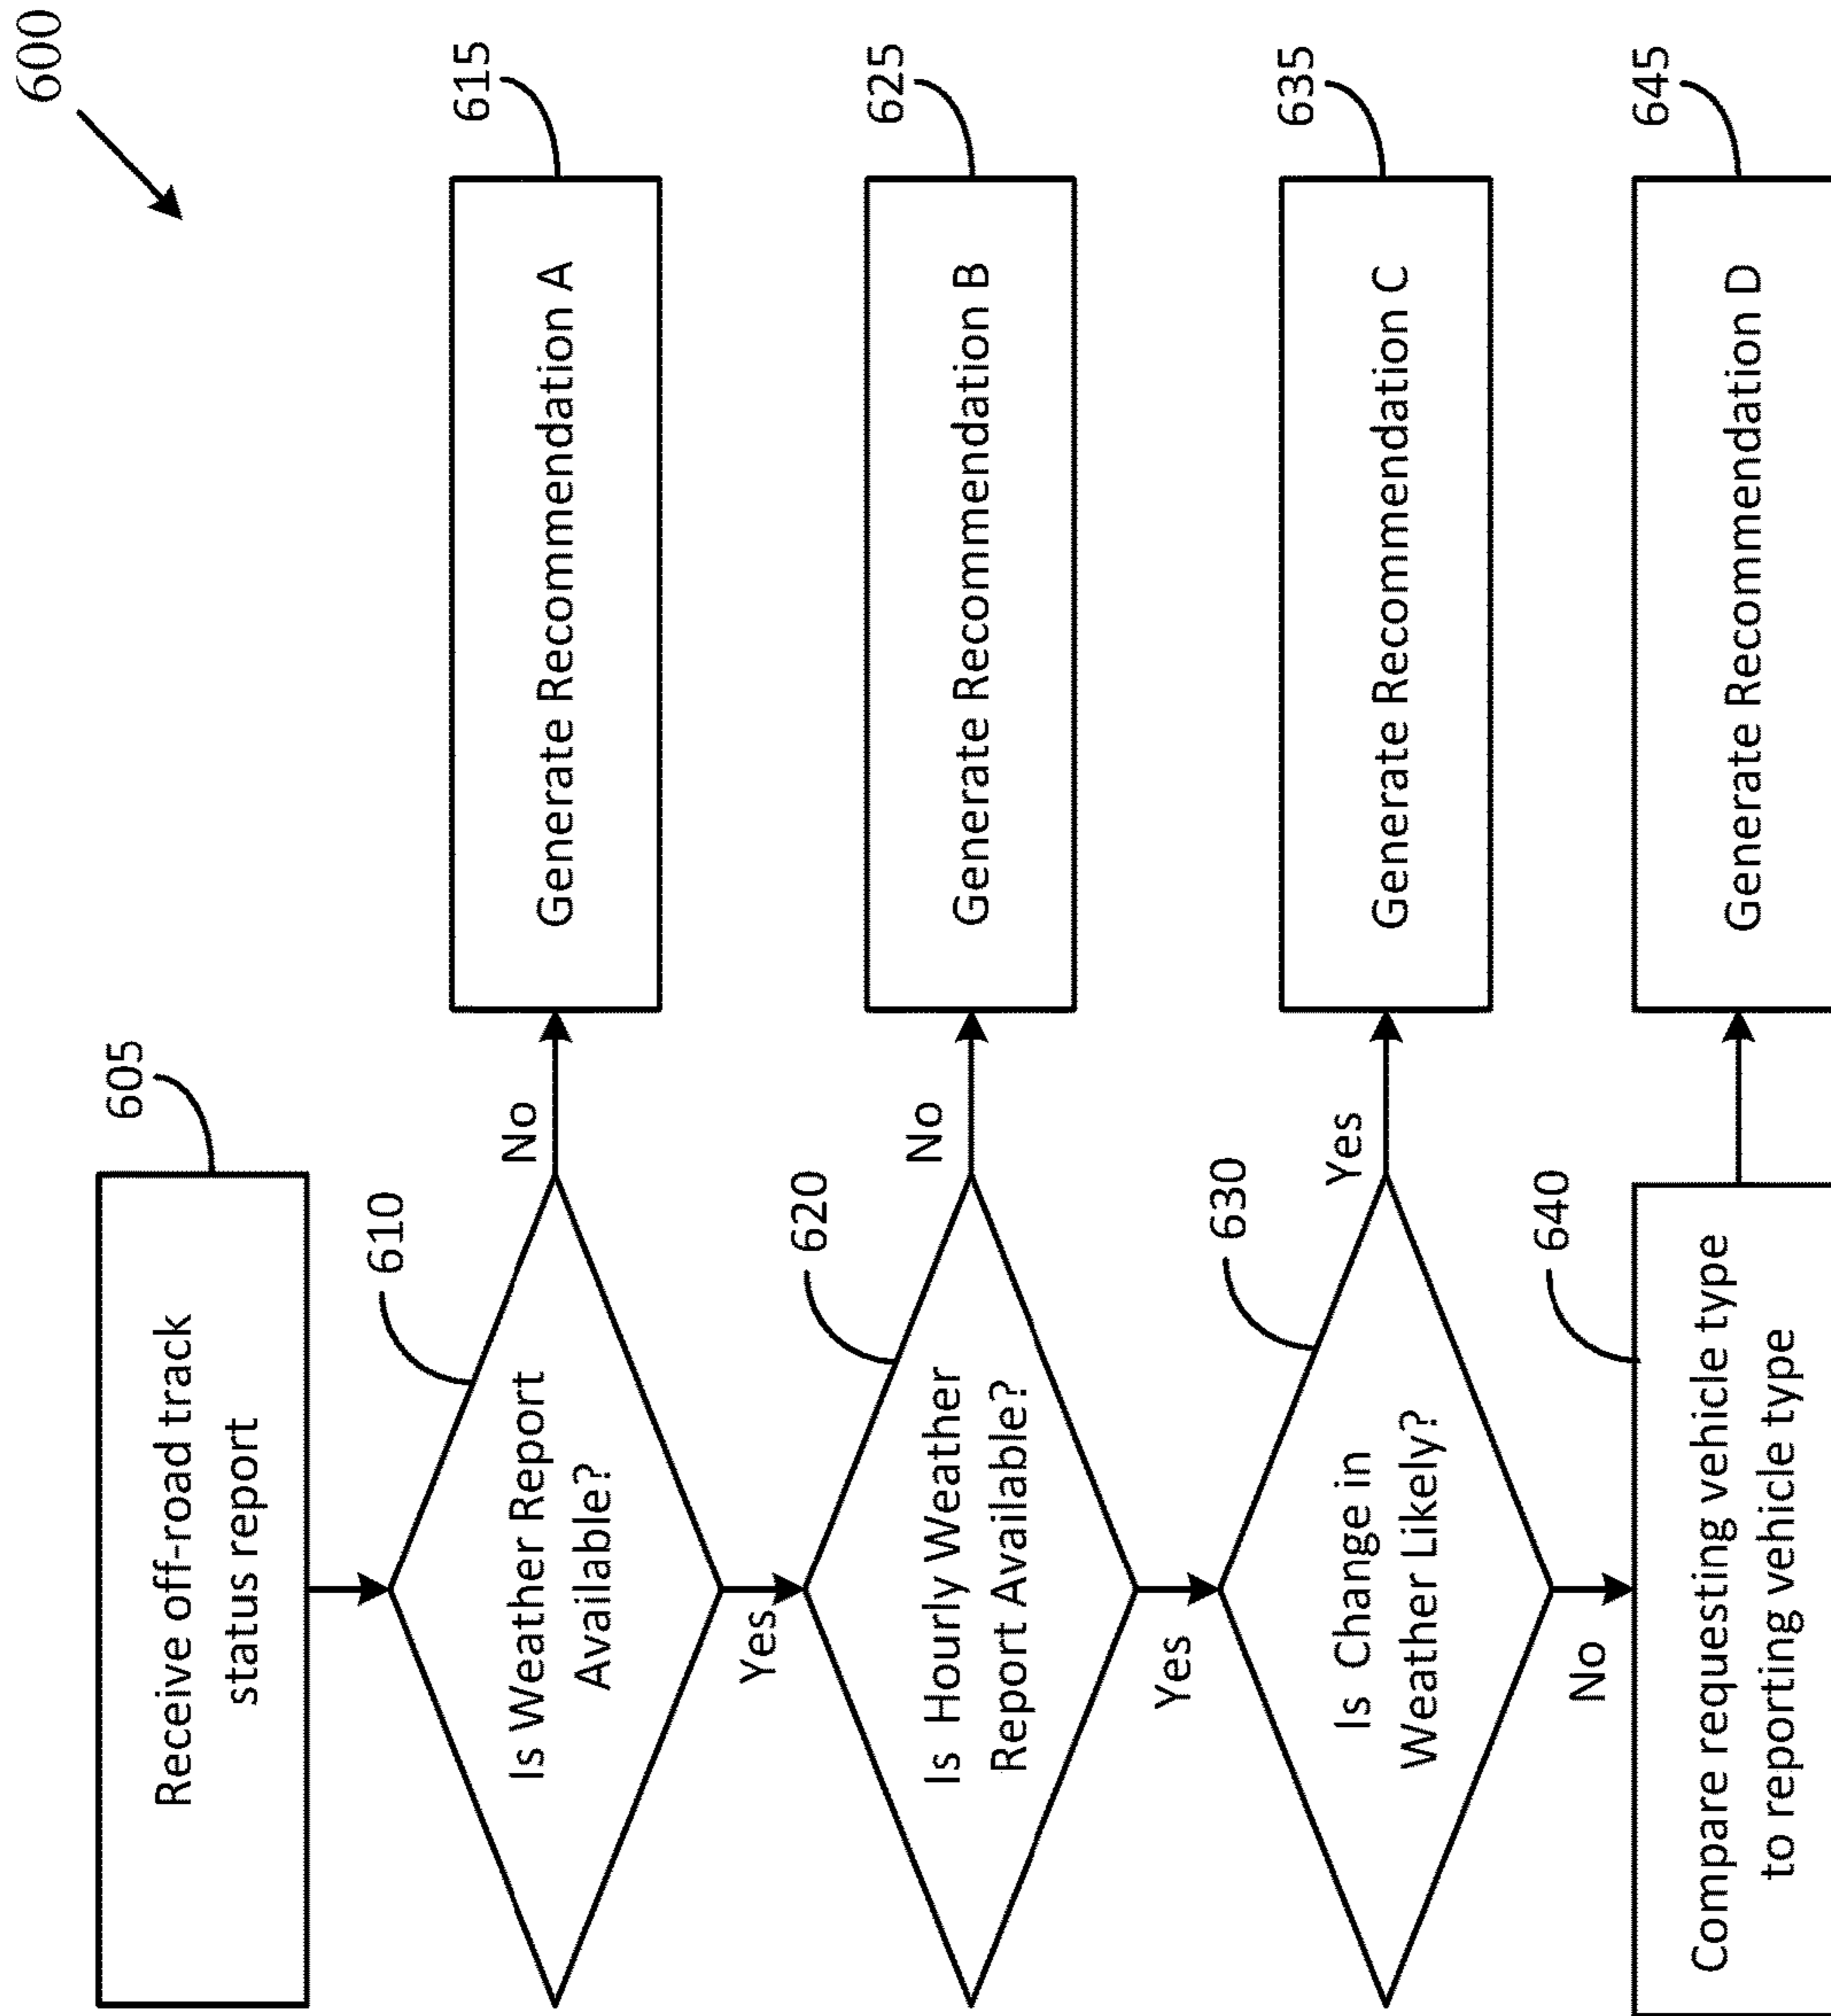 600
Receive off-road track
status report
605
610
Is Weather Report
Available?
No
Generate Recommendation A
615
Yes
620
Is Hourly Weather
Report Available?
No
Generate Recommendation B
625
Yes
630
Is Change in
Weather Likely?
Yes
Generate Recommendation C
635
No
640
Compare requesting vehicle type
to reporting vehicle type
Generate Recommendation D
645